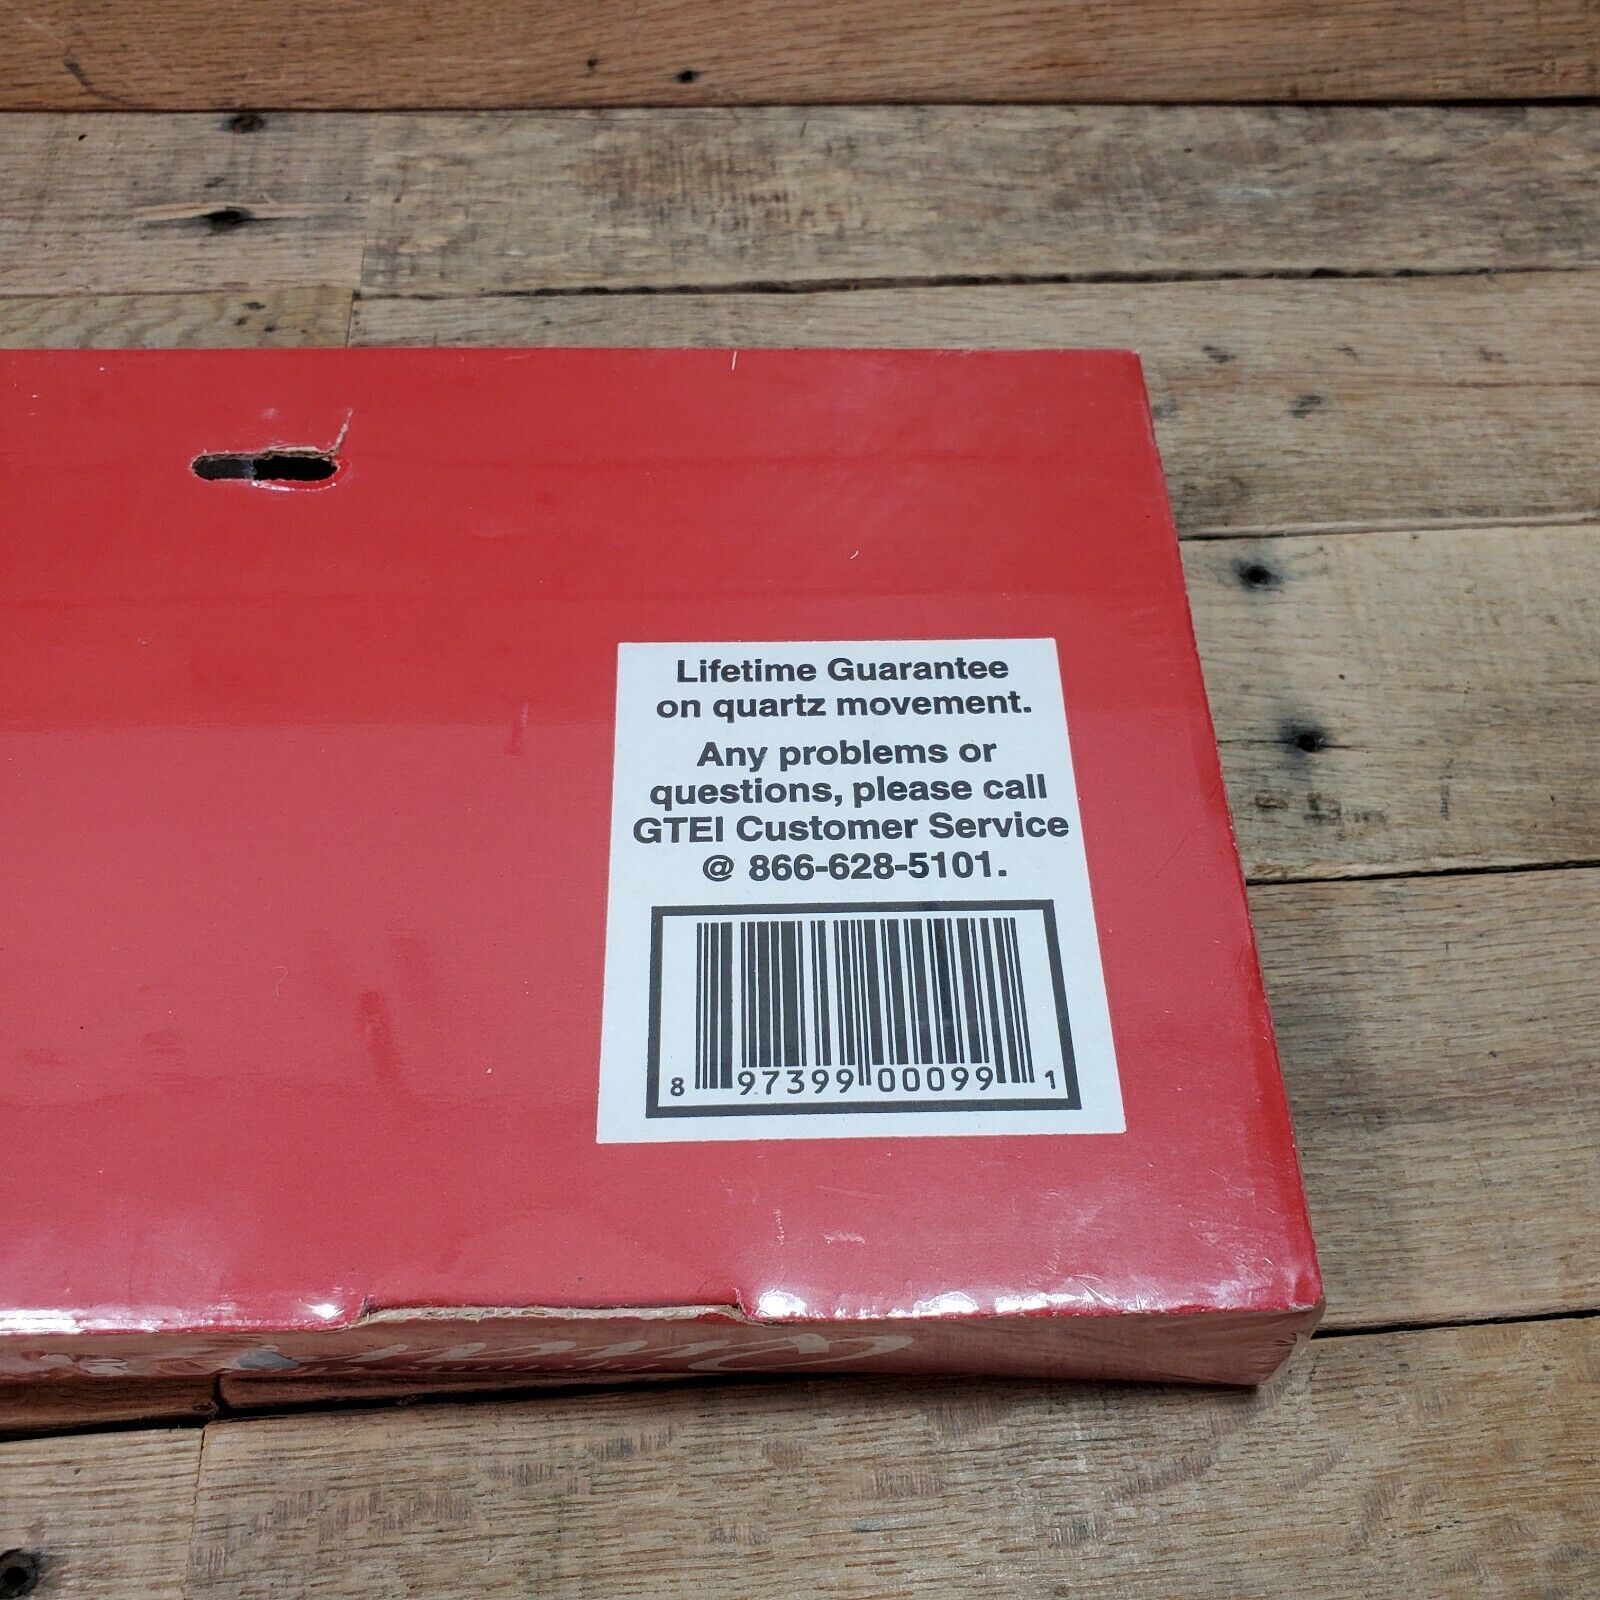 Lifetime Guarantee
on quartz movement.
Any problems or
questions, please call
GTEI Customer Service
@ 866-628-5101.
8 97399 00099 1